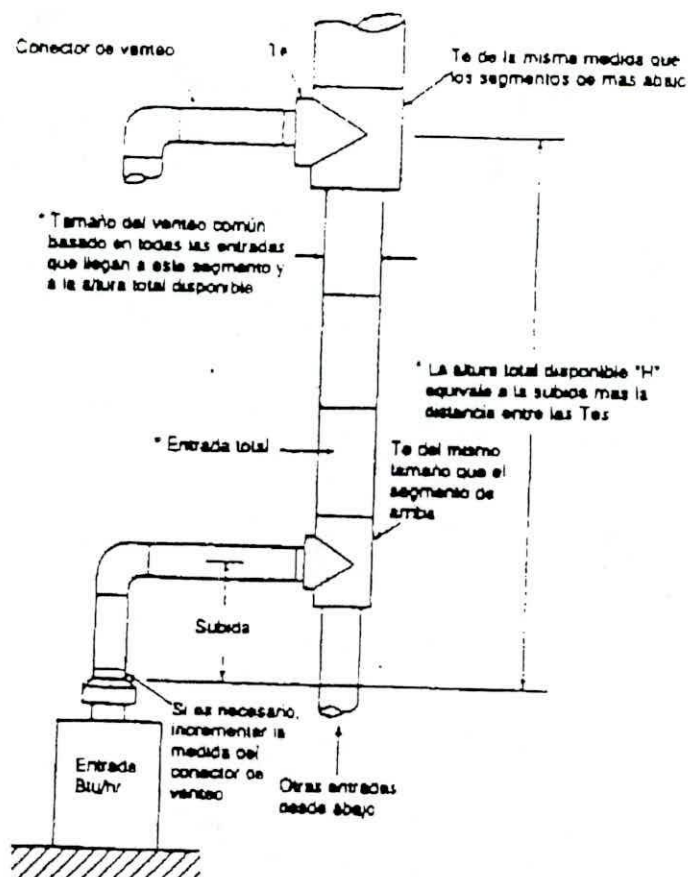 Conector de venteo
Te
Te de la misma medida que
los segmentos de mas abajo
* Tamaño del venteo común
basado en todas las entradas
que llegan a este segmento y
a la altura total disponible
* La altura total disponible "H"
equivale a la subida mas la
distancia entre las Tes
* Entrada total
Te del mismo
tamaño que el
segmento de
arriba
Subida
Si es necesario,
incrementar la
medida del
conector de
venteo
Entrada
Btu/hr
Otras entradas
desde abajo